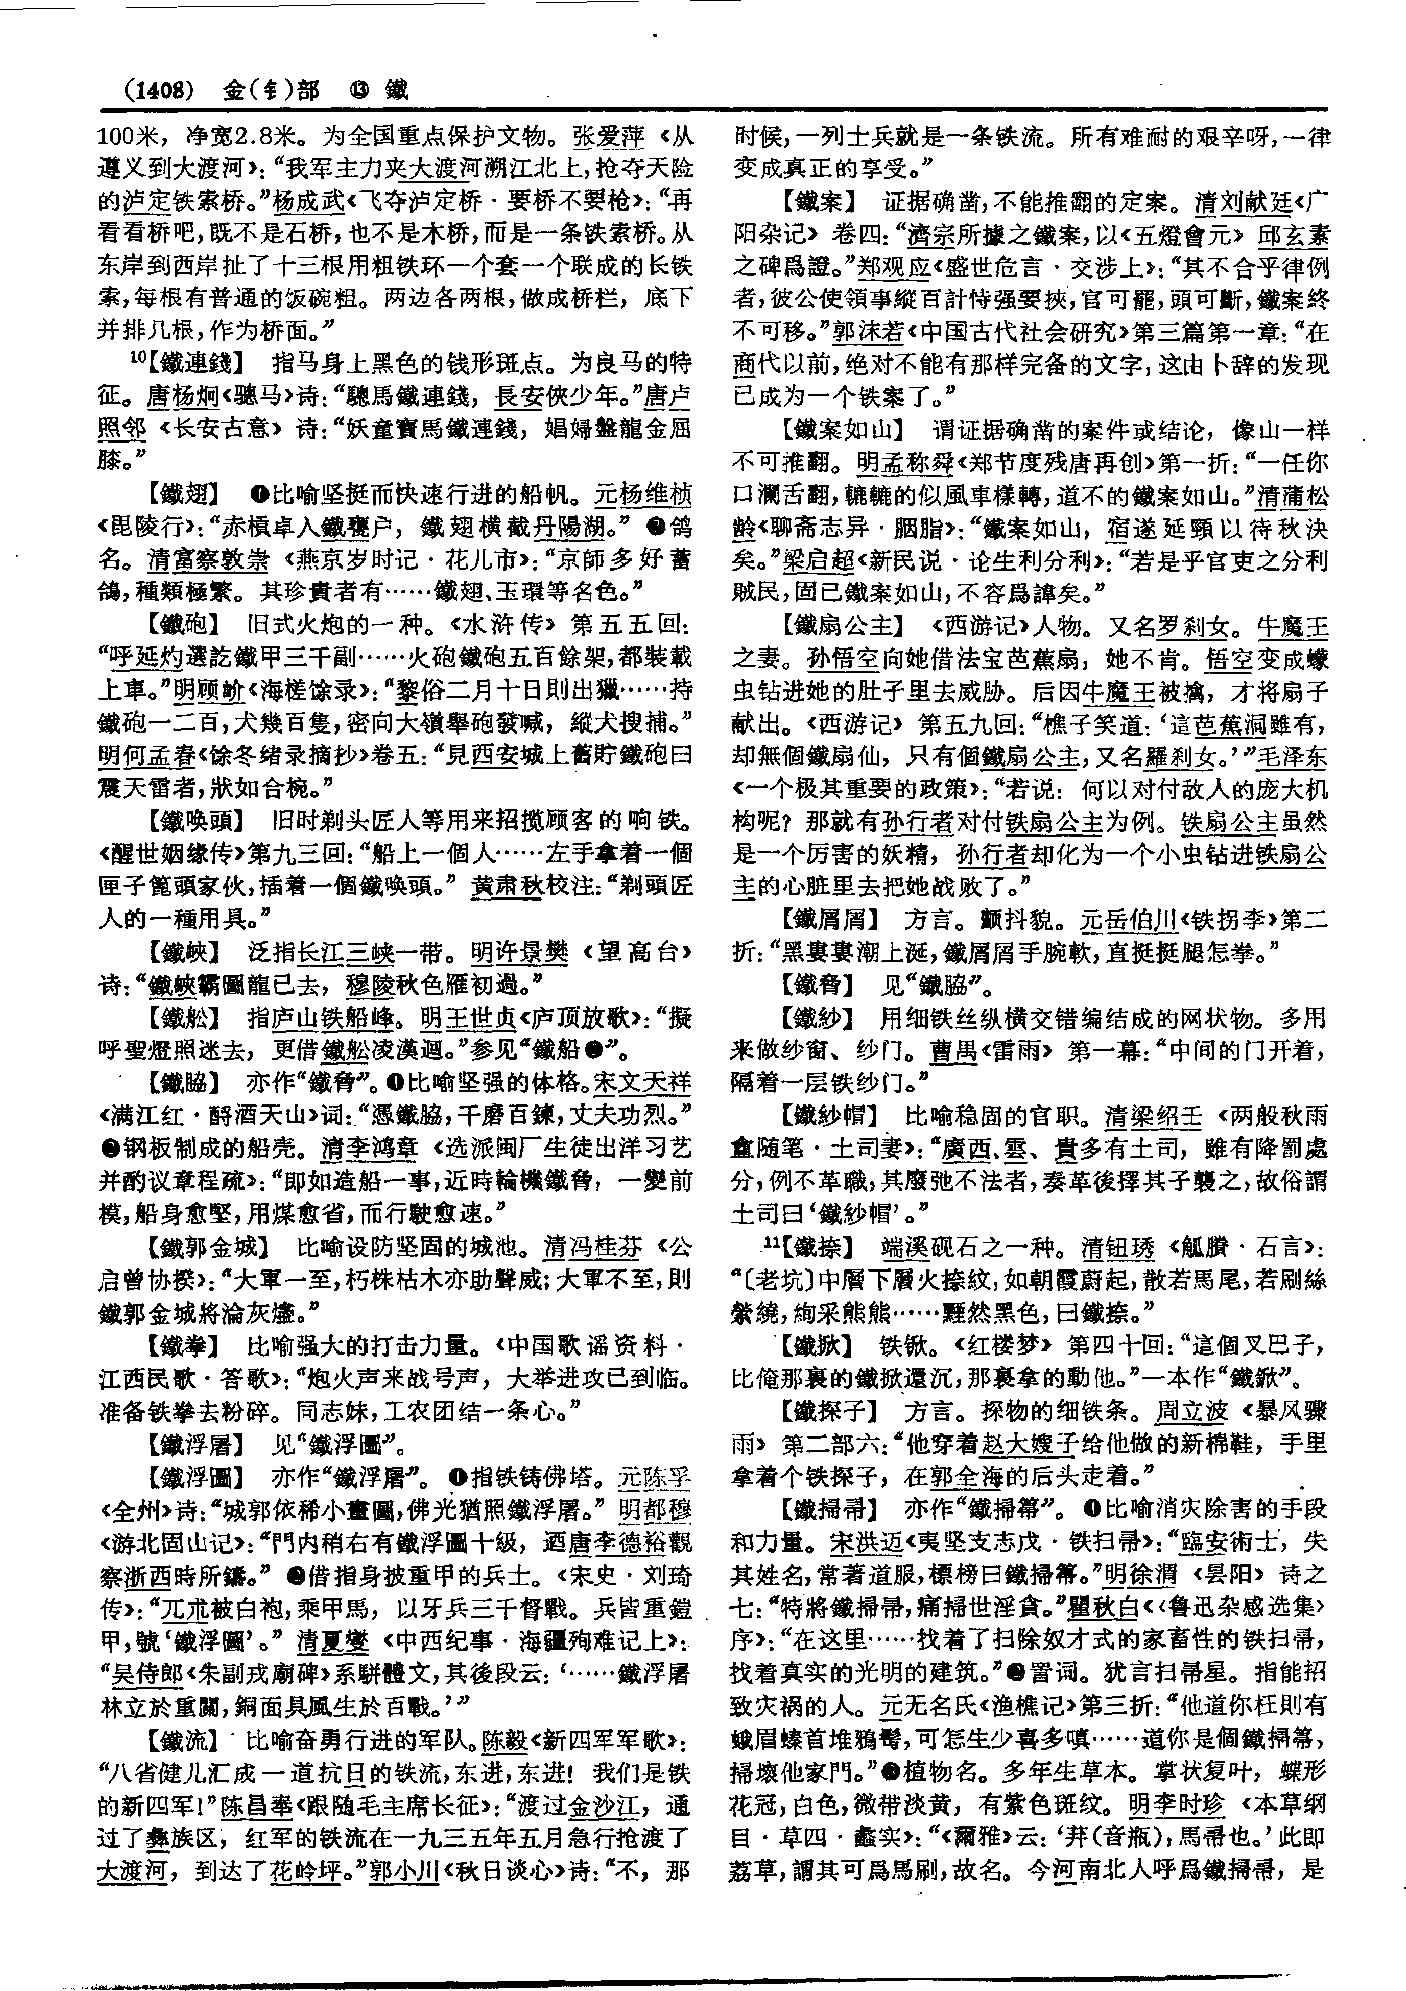 (1408) 金(钅)部 ⑬ 鐵
100米，净宽2.8米。为全国重点保护文物。张爱萍《从
遵义到大渡河》：“我军主力夹大渡河溯江北上，抢夺天险
的泸定铁索桥。”杨成武《飞夺泸定桥·要桥不要枪》：“再
看看桥吧，既不是石桥，也不是木桥，而是一条铁索桥。从
东岸到西岸扯了十三根用粗铁环一个套一个联成的长铁
索，每根有普通的饭碗粗。两边各两根，做成桥栏，底下
并排几根，作为桥面。”
10【鐵連錢】 指马身上黑色的钱形斑点。为良马的特
征。唐杨炯《骢马》诗：“驄馬鐵連錢，長安俠少年。”唐卢
照邻《长安古意》诗：“妖童寶馬鐵連錢，娼婦盤龍金屈
膝。”
【鐵翅】 ❶比喻坚挺而快速行进的船帆。元杨维桢
《毘陵行》：“赤槓卓入鐵甕户，鐵翅横截丹陽湖。” ❷鸽
名。清富察敦崇《燕京岁时记·花儿市》：“京師多好蓄
鴿，種類極繁。其珍貴者有……鐵翅、玉環等名色。”
【鐵砲】 旧式火炮的一种。《水浒传》第五五回：
“呼延灼選訖鐵甲三千副……火砲鐵砲五百餘架，都裝載
上車。”明顾岕《海槎馀录》：“黎俗二月十日則出獵……持
鐵砲一二百，犬幾百隻，密向大嶺舉砲發喊，縱犬搜捕。”
明何孟春《馀冬绪录摘抄》卷五：“見西安城上舊貯鐵砲曰
震天雷者，狀如合椀。”
【鐵唤頭】 旧时剃头匠人等用来招揽顾客的响铁。
《醒世姻缘传》第九三回：“船上一個人……左手拿着一個
匣子篦頭家伙，插着一個鐵唤頭。” 黄肃秋校注：“剃頭匠
人的一種用具。”
【鐵峽】 泛指长江三峡一带。明许景樊《望高台》
诗：“鐵峽霸圖龍已去，穆陵秋色雁初過。”
【鐵舩】 指庐山铁船峰。明王世贞《庐顶放歌》：“擬
呼聖燈照迷去，更借鐵舩凌漢迴。”参见“鐵船❷”。
【鐵脇】 亦作“鐵脅”。❶比喻坚强的体格。宋文天祥
《满江红·酹酒天山》词：“憑鐵脇，千磨百鍊，丈夫功烈。”
❷钢板制成的船壳。清李鸿章《选派闽厂生徒出洋习艺
并酌议章程疏》：“即如造船一事，近時輪機鐵脅，一變前
模，船身愈堅，用煤愈省，而行駛愈速。”
【鐵郭金城】 比喻设防坚固的城池。清冯桂芬《公
启曾协揆》：“大軍一至，朽株枯木亦助聲威；大軍不至，則
鐵郭金城將淪灰燼。”
【鐵拳】 比喻强大的打击力量。《中国歌谣资料·
江西民歌·答歌》：“炮火声来战号声，大举进攻已到临。
准备铁拳去粉碎。同志妹，工农团结一条心。”
【鐵浮屠】 见“鐵浮圖”。
【鐵浮圖】 亦作“鐵浮屠”。❶指铁铸佛塔。元陈孚
《全州》诗：“城郭依稀小畫圖，佛光猶照鐵浮屠。” 明都穆
《游北固山记》：“門内稍右有鐵浮圖十級，迺唐李德裕觀
察浙西時所鑄。” ❷借指身披重甲的兵士。《宋史·刘琦
传》：“兀朮被白袍，乘甲馬，以牙兵三千督戰。兵皆重鎧
甲，號‘鐵浮圖’。” 清夏燮《中西纪事·海疆殉难记上》：
“吴侍郎《朱副戎廟碑》系駢體文，其後段云：‘……鐵浮屠
林立於重關，銅面具風生於百戰。’”
【鐵流】 比喻奋勇行进的军队。陈毅《新四军军歌》：
“八省健儿汇成一道抗日的铁流，东进，东进！我们是铁
的新四军！”陈昌奉《跟随毛主席长征》：“渡过金沙江，通
过了彝族区，红军的铁流在一九三五年五月急行抢渡了
大渡河，到达了花岭坪。”郭小川《秋日谈心》诗：“不，那
时候，一列士兵就是一条铁流。所有难耐的艰辛呀，一律
变成真正的享受。”
【鐵案】 证据确凿，不能推翻的定案。清刘献廷《广
阳杂记》卷四：“濟宗所據之鐵案，以《五燈會元》邱玄素
之碑爲證。”郑观应《盛世危言·交涉上》：“其不合乎律例
者，彼公使領事縱百計恃强要挾，官可罷，頭可斷，鐵案終
不可移。”郭沫若《中国古代社会研究》第三篇第一章：“在
商代以前，绝对不能有那样完备的文字，这由卜辞的发现
已成为一个铁案了。”
【鐵案如山】 谓证据确凿的案件或结论，像山一样
不可推翻。明孟称舜《郑节度残唐再创》第一折：“一任你
口瀾舌翻，轆轆的似風車樣轉，道不的鐵案如山。”清蒲松
龄《聊斋志异·胭脂》：“鐵案如山，宿遂延頸以待秋決
矣。”梁启超《新民说·论生利分利》：“若是乎官吏之分利
賊民，固已鐵案如山，不容爲諱矣。”
【鐵扇公主】 《西游记》人物。又名罗刹女。牛魔王
之妻。孙悟空向她借法宝芭蕉扇，她不肯。悟空变成蠓
虫钻进她的肚子里去威胁。后因牛魔王被擒，才将扇子
献出。《西游记》第五九回：“樵子笑道：‘這芭蕉洞雖有，
却無個鐵扇仙，只有個鐵扇公主，又名羅刹女。’”毛泽东
《一个极其重要的政策》：“若说：何以对付敌人的庞大机
构呢？那就有孙行者对付铁扇公主为例。铁扇公主虽然
是一个厉害的妖精，孙行者却化为一个小虫钻进铁扇公
主的心脏里去把她战败了。”
【鐵屑屑】 方言。颤抖貌。元岳伯川《铁拐李》第二
折：“黑婁婁潮上涎，鐵屑屑手腕軟，直挺挺腿怎拳。”
【鐵脅】 见“鐵脇”。
【鐵紗】 用细铁丝纵横交错编结成的网状物。多用
来做纱窗、纱门。曹禺《雷雨》第一幕：“中间的门开着，
隔着一层铁纱门。”
【鐵紗帽】 比喻稳固的官职。清梁绍壬《两般秋雨
盦随笔·土司妻》：“廣西、雲、貴多有土司，雖有降罰處
分，例不革職，其廢弛不法者，奏革後擇其子襲之，故俗謂
土司曰‘鐵紗帽’。”
11【鐵捺】 端溪砚石之一种。清钮琇《觚賸·石言》：
“〔老坑〕中層下層火捺紋，如朝霞蔚起，散若馬尾，若刷絲
縈繞，絢采熊熊……黳然黑色，曰鐵捺。”
【鐵掀】 铁锹。《红楼梦》第四十回：“這個叉巴子，
比俺那裏的鐵掀還沉，那裏拿的動他。”一本作“鐵鍁”。
【鐵探子】 方言。探物的细铁条。周立波《暴风骤
雨》第二部六：“他穿着赵大嫂子给他做的新棉鞋，手里
拿着个铁探子，在郭全海的后头走着。”
【鐵掃帚】 亦作“鐵掃箒”。❶比喻消灾除害的手段
和力量。宋洪迈《夷坚支志戊·铁扫帚》：“臨安術士，失
其姓名，常著道服，標榜曰鐵掃箒。”明徐渭《昙阳》诗之
七：“特將鐵掃帚，痛掃世淫貪。”瞿秋白《〈鲁迅杂感选集〉
序》：“在这里……找着了扫除奴才式的家畜性的铁扫帚，
找着真实的光明的建筑。”❷詈词。犹言扫帚星。指能招
致灾祸的人。元无名氏《渔樵记》第三折：“他道你枉則有
蛾眉螓首堆鴉髻，可怎生少喜多嗔……道你是個鐵掃箒，
掃壞他家門。”❸植物名。多年生草本。掌状复叶，蝶形
花冠，白色，微带淡黄，有紫色斑纹。明李时珍《本草纲
目·草四·蠡实》：“《爾雅》云：‘荓（音瓶），馬帚也。’此即
荔草，謂其可爲馬刷，故名。今河南北人呼爲鐵掃帚，是